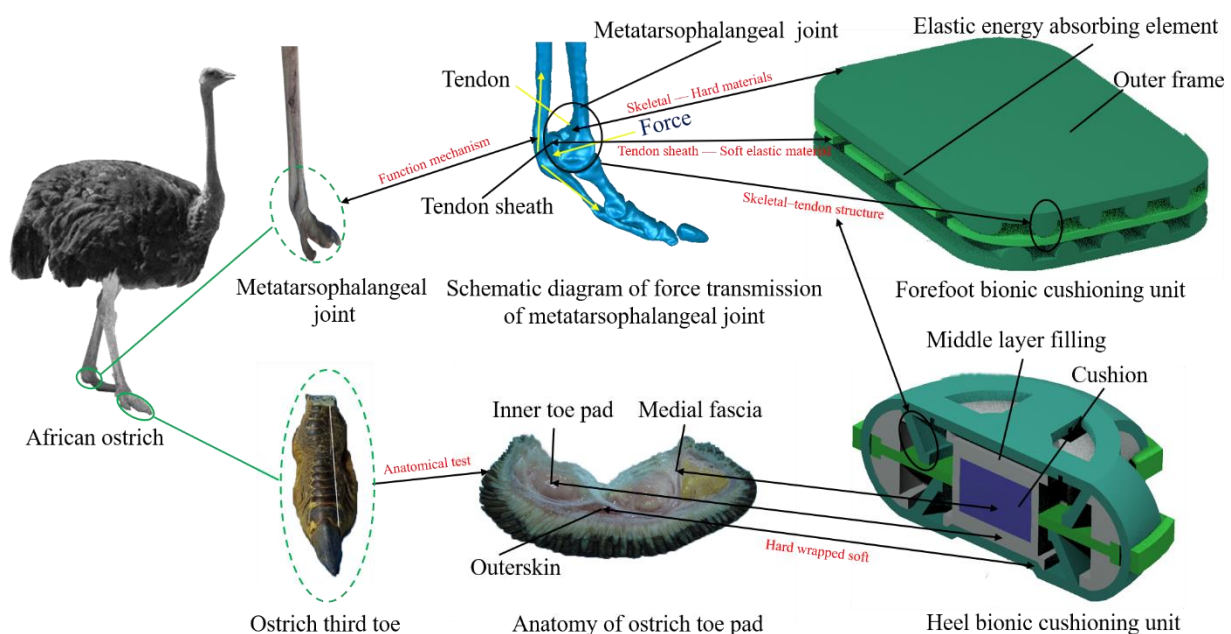 Elastic energy absorbing element
Metatarsophalangeal joint
Outer frame
Tendon
Skeletal — Hard materials
Force
Function mechanism
Tendon sheath — Soft elastic material
Tendon sheath
Skeletal–tendon structure
Metatarsophalangeal
joint
Schematic diagram of force transmission
of metatarsophalangeal joint
Forefoot bionic cushioning unit
Middle layer filling
Cushion
African ostrich
Inner toe pad
Medial fascia
Anatomical test
Hard wrapped soft
Outerskin
Ostrich third toe
Anatomy of ostrich toe pad
Heel bionic cushioning unit